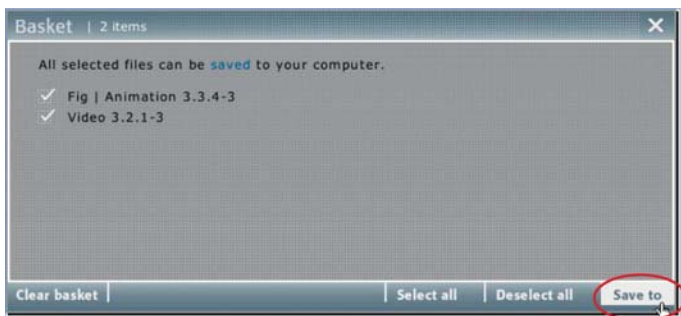 Basket | 2 items
All selected files can be saved to your computer.
Fig | Animation 3.3.4-3
Video 3.2.1-3
Clear basket | Select all | Deselect all Save to